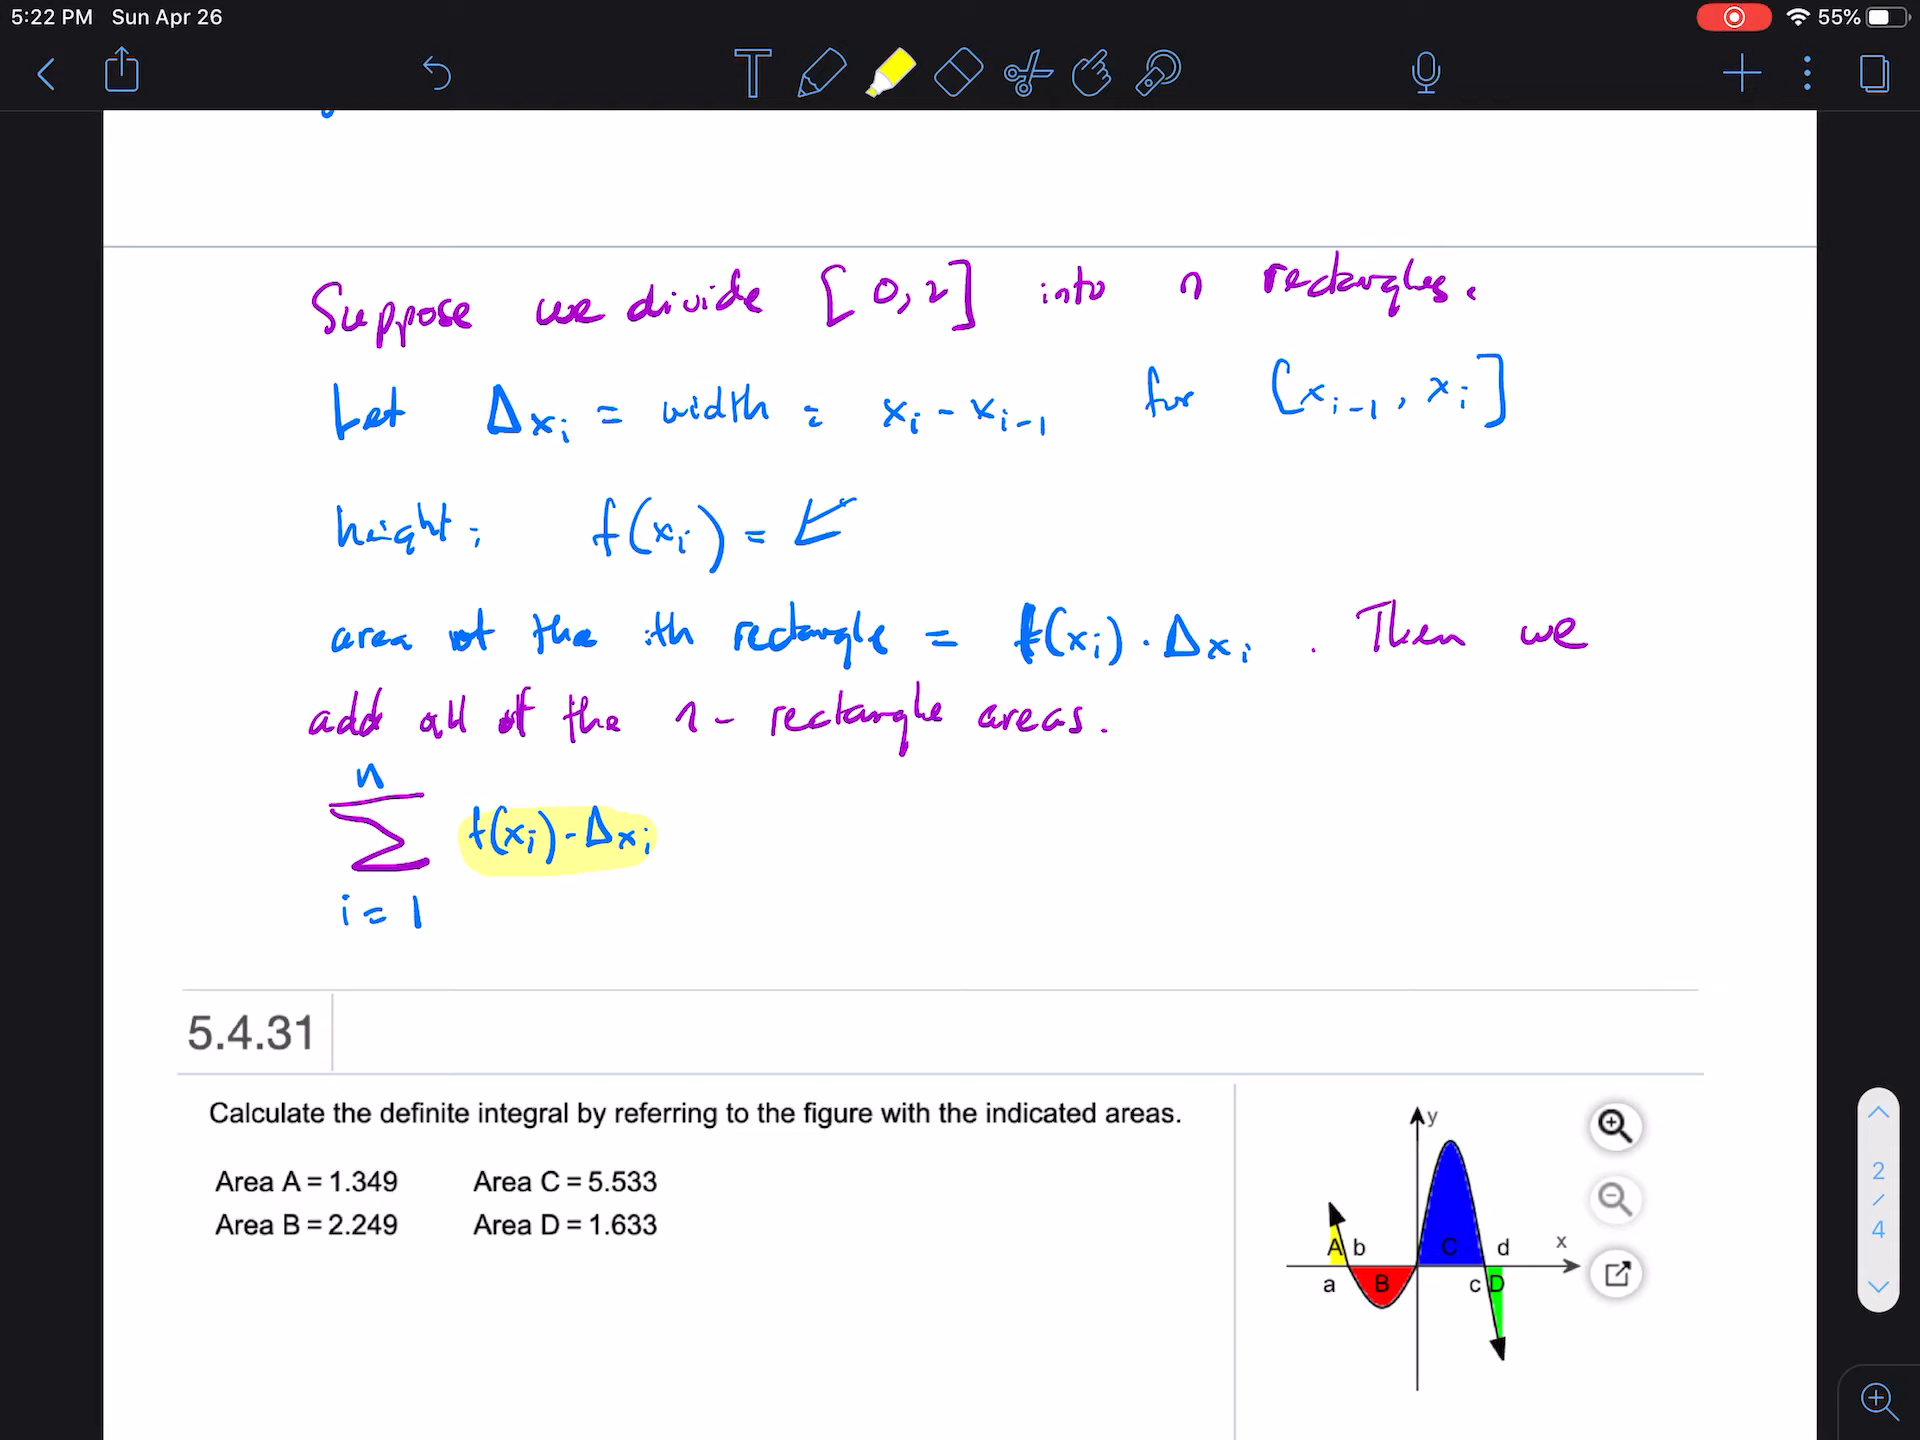 5:22 PM Sun Apr 26
55%
T
Suppose we divide [0,2] into n rectangles.
Let Δxᵢ = width = xᵢ - xᵢ₋₁ for [xᵢ₋₁, xᵢ]
height: f(xᵢ) =
area of the ith rectangle = f(xᵢ) · Δxᵢ . Then we
add all of the n - rectangle areas.
n
Σ f(xᵢ) · Δxᵢ
i = 1
5.4.31
Calculate the definite integral by referring to the figure with the indicated areas.
Area A = 1.349 Area C = 5.533
Area B = 2.249 Area D = 1.633
y
A b C d x
a B c D
2
/
4